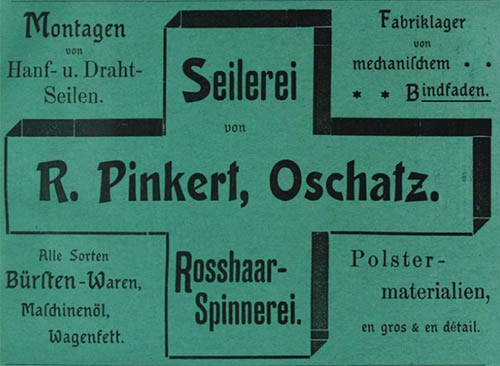 Montagen
von
Hanf- u. Draht-
Seilen.
Fabriklager
von
mechaniſchem
Bindfaden.
Seilerei
von
R. Pinkert, Oschatz.
Alle Sorten
Bürſten-Waren,
Maſchinenöl,
Wagenfett.
Rosshaar-
Spinnerei.
Polster-
materialien,
en gros & en détail.